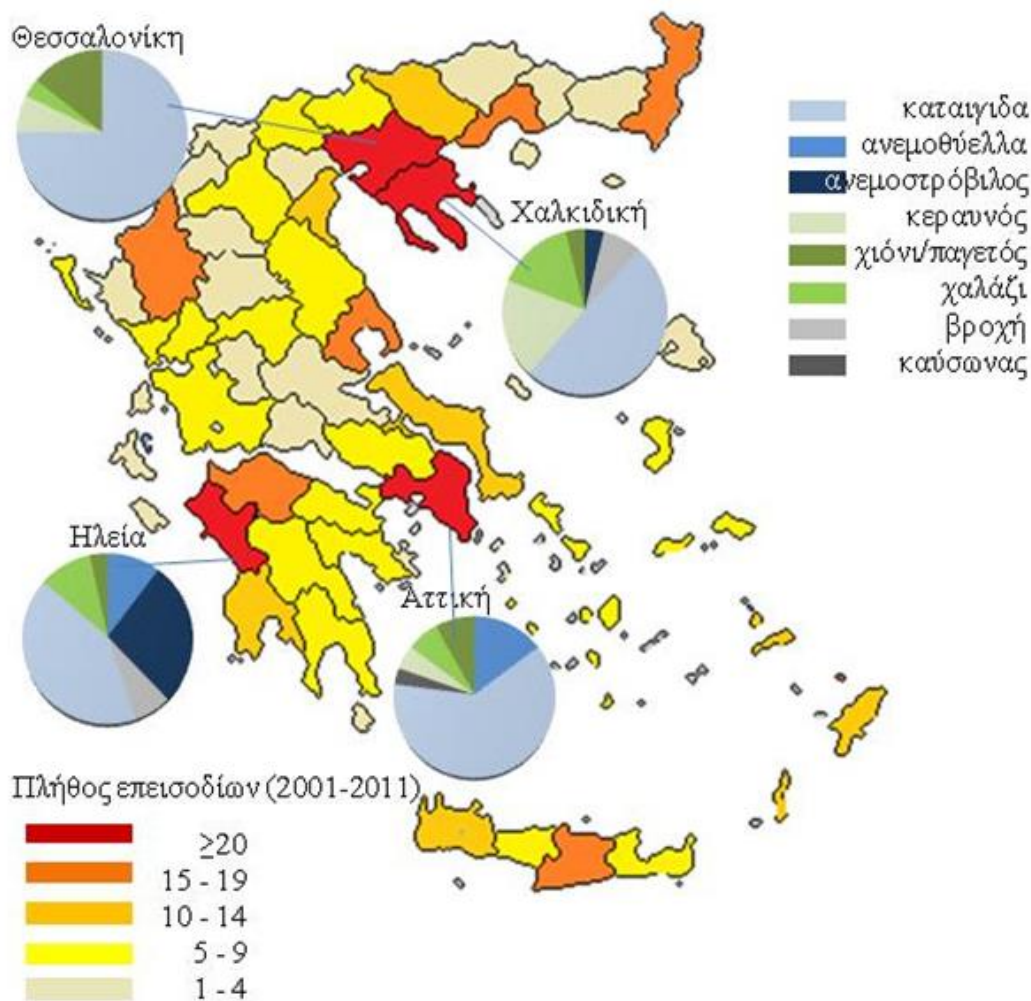 Θεσσαλονίκη
καταιγιδα
ανεμοθύελλα
ανεμοστρόβιλος
κεραυνός
χιόνι/παγετός
χαλάζι
βροχή
καύσωνας
Χαλκιδική
Ηλεία
Αττική
Πλήθος επεισοδίων (2001-2011)
≥20
15 - 19
10 - 14
5 - 9
1 - 4